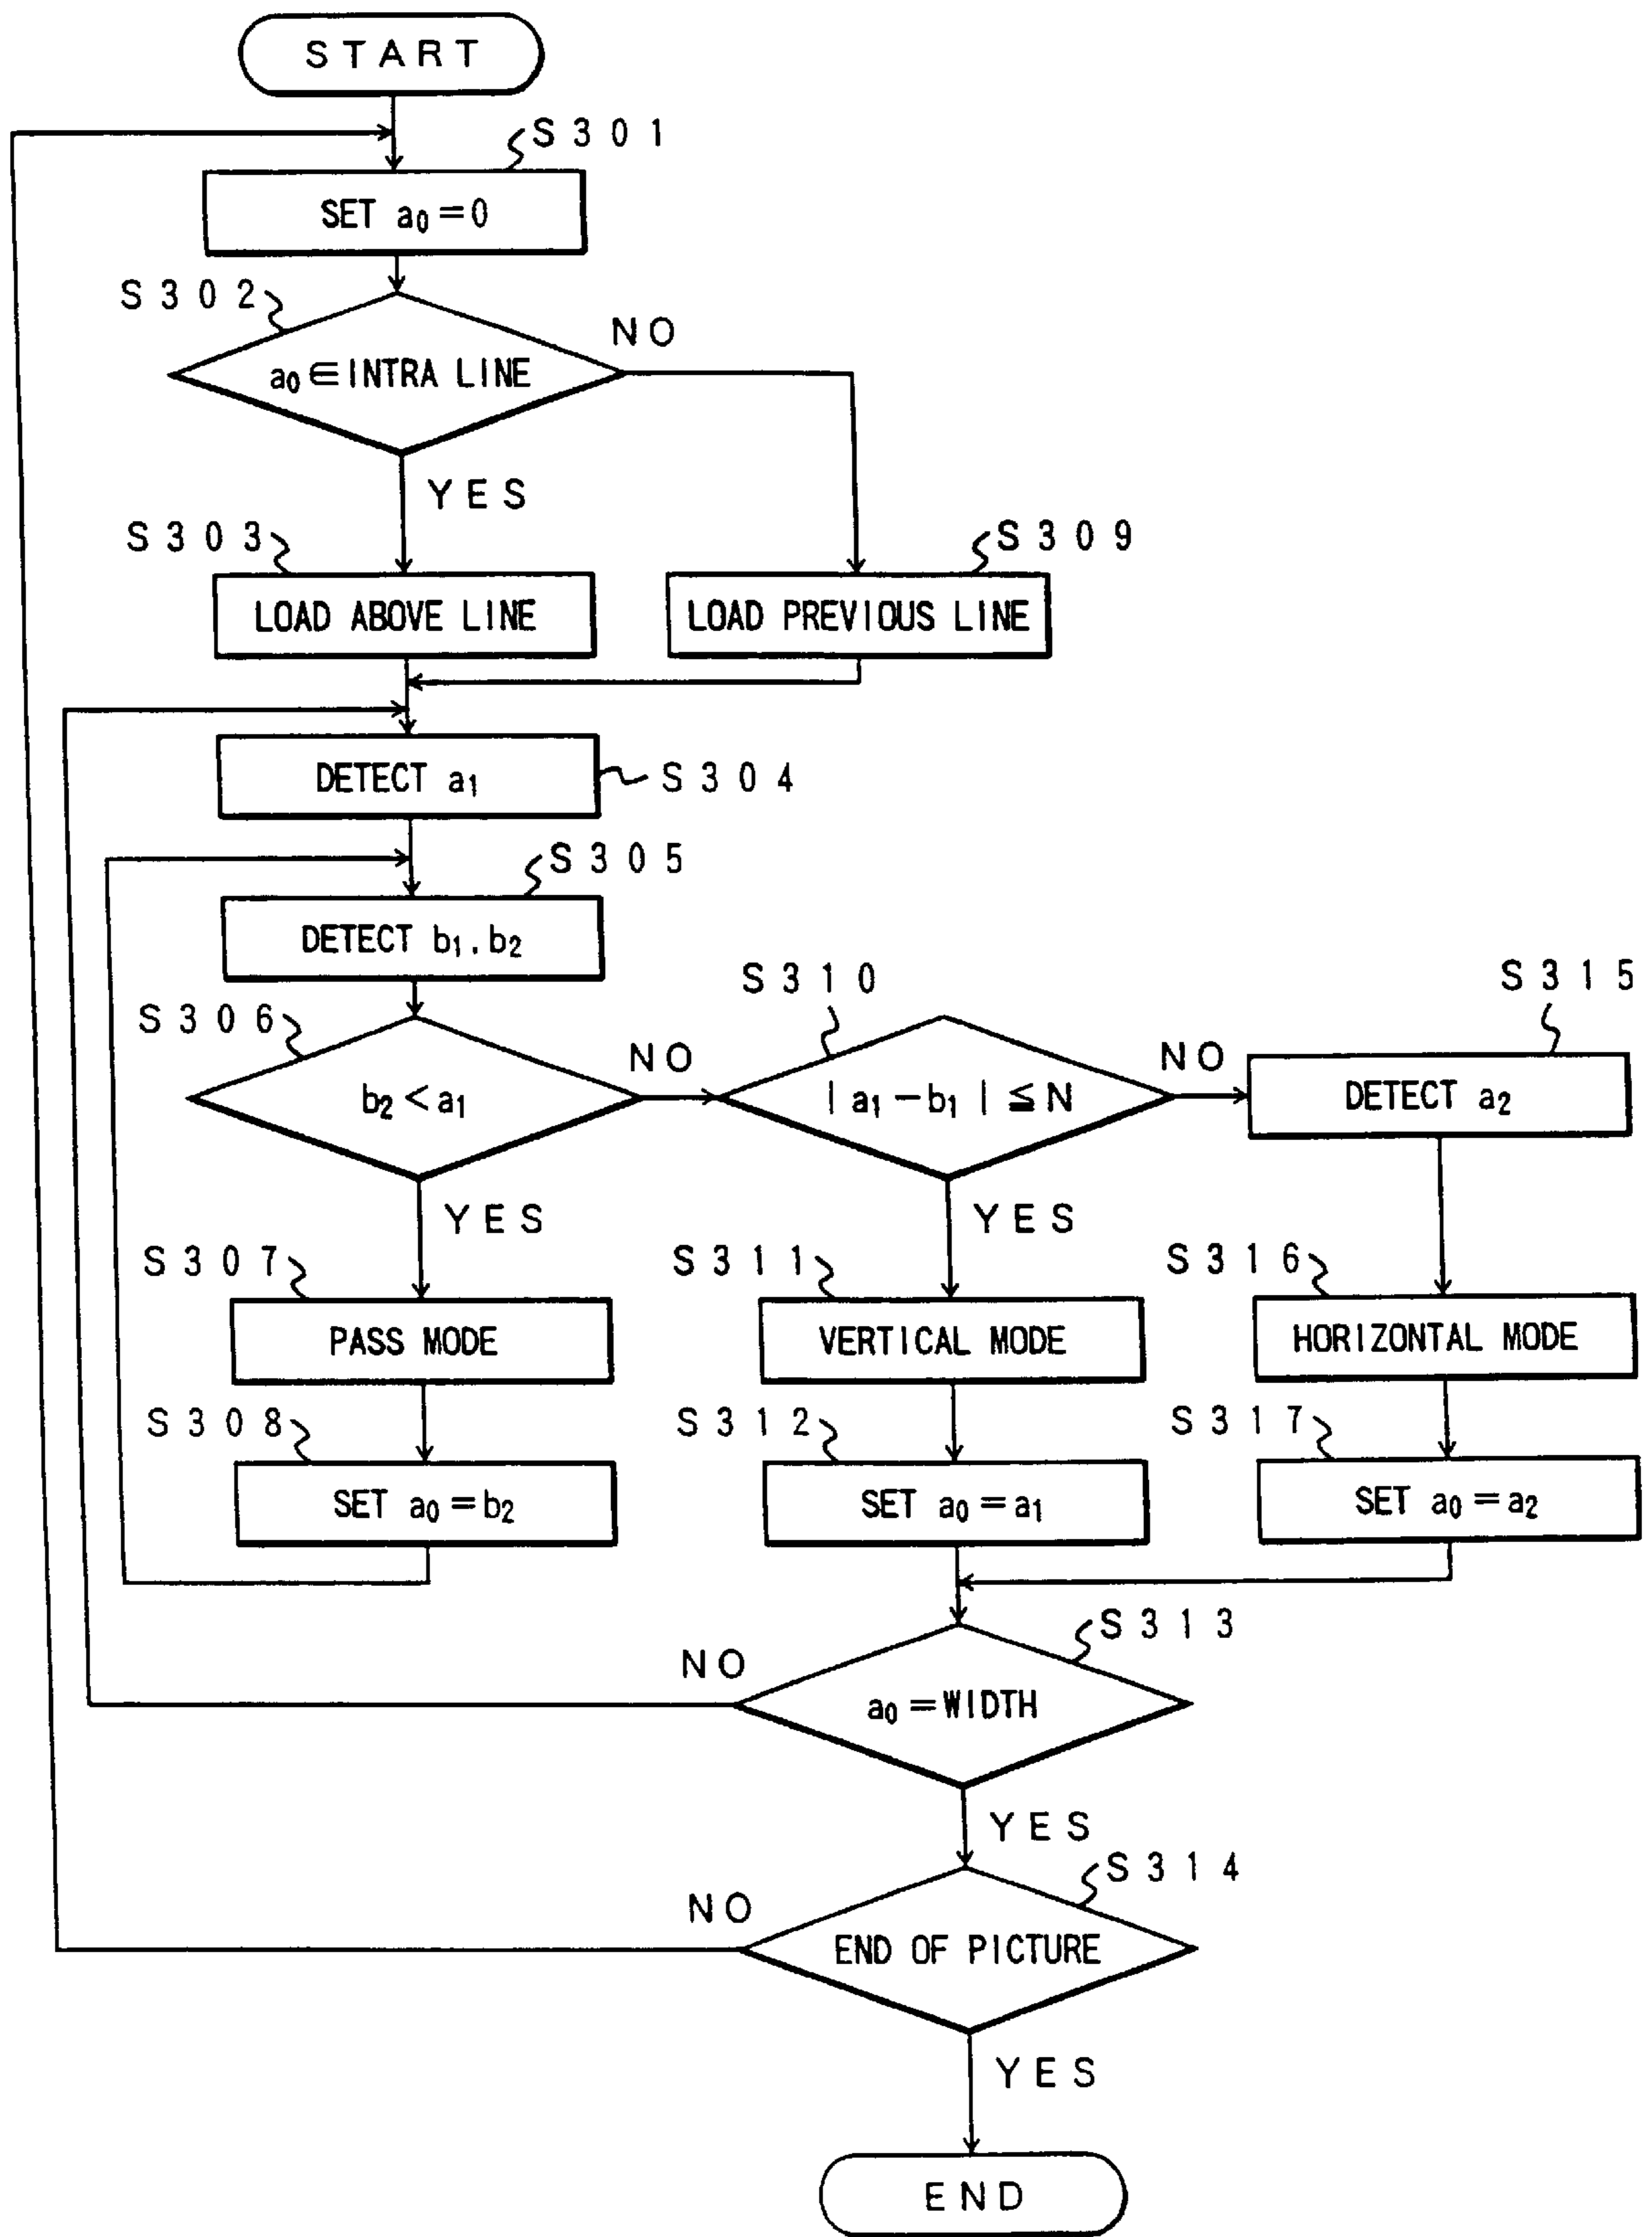 START
S301
SET a₀=0
S302
NO
a₀∈INTRA LINE
YES
S303
S309
LOAD ABOVE LINE
LOAD PREVIOUS LINE
DETECT a₁
S304
S305
DETECT b₁.b₂
S306
S310
S315
NO
NO
b₂<a₁
|a₁-b₁|≦N
DETECT a₂
YES
YES
S307
S311
S316
PASS MODE
VERTICAL MODE
HORIZONTAL MODE
S308
S312
S317
SET a₀=b₂
SET a₀=a₁
SET a₀=a₂
S313
NO
a₀=WIDTH
YES
S314
NO
END OF PICTURE
YES
END